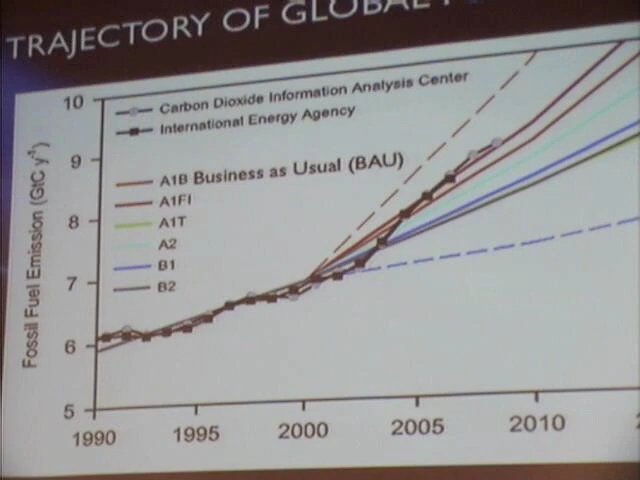 TRAJECTORY OF GLOBAL
Carbon Dioxide Information Analysis Center
International Energy Agency
A1B Business as Usual (BAU)
A1FI
A1T
A2
B1
B2
Fossil Fuel Emission (GtC y⁻¹)
10
9
8
7
6
5
1990
1995
2000
2005
2010